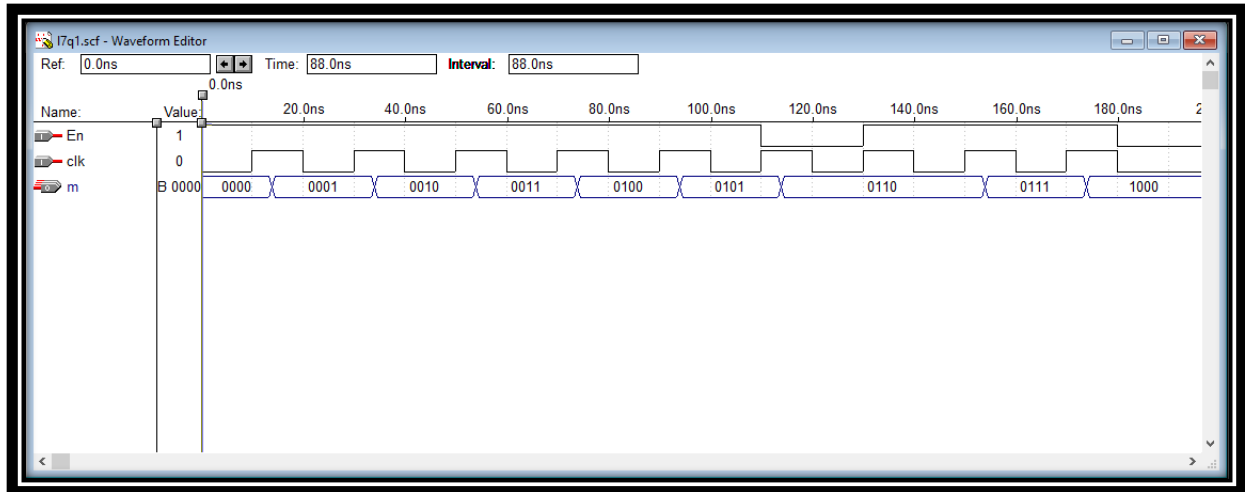 l7q1.scf - Waveform Editor
Ref: 0.0ns Time: 88.0ns Interval: 88.0ns
0.0ns
Name: Value: 20.0ns 40.0ns 60.0ns 80.0ns 100.0ns 120.0ns 140.0ns 160.0ns 180.0ns 2
En 1
clk 0
m B 0000 0000 0001 0010 0011 0100 0101 0110 0111 1000